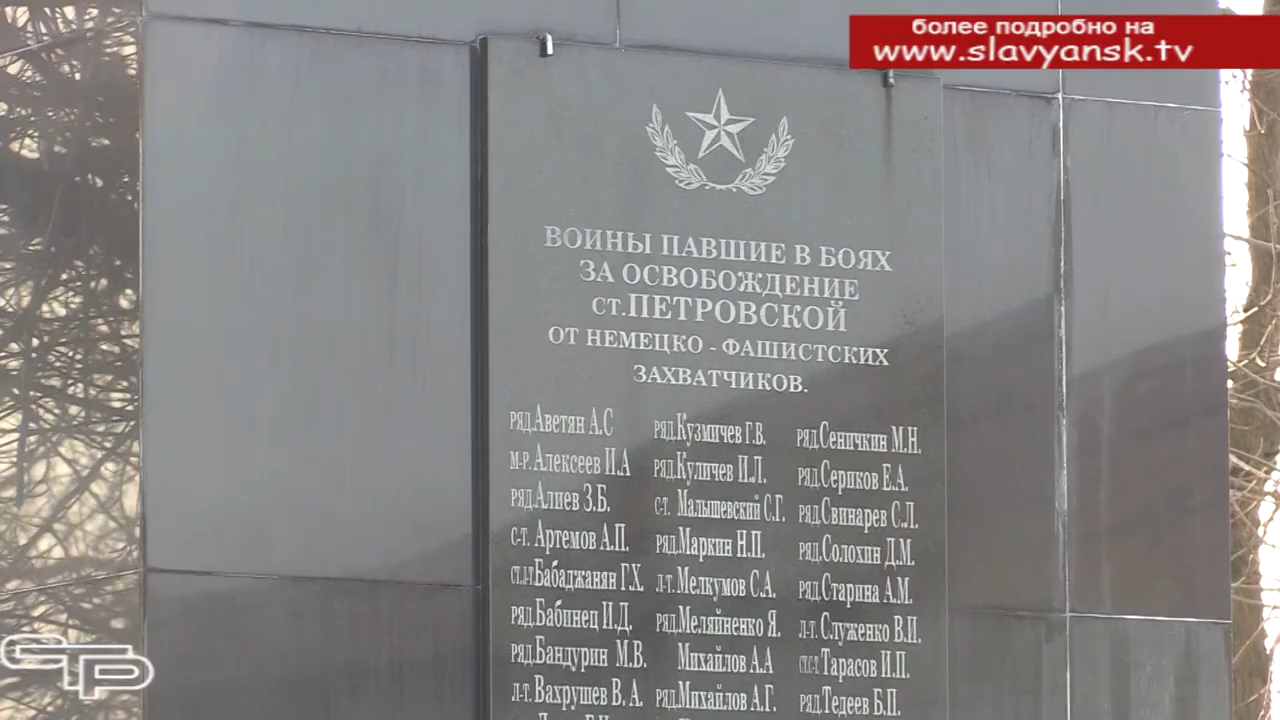 более подробно на
www.slavyansk.tv
ВОИНЫ ПАВШИЕ В БОЯХ
ЗА ОСВОБОЖДЕНИЕ
СТ.ПЕТРОВСКОЙ
ОТ НЕМЕЦКО - ФАШИСТСКИХ
ЗАХВАТЧИКОВ.
РЯД.Аветян А.С
М-Р. Алексеев И.А
РЯД.Алиев З.Б.
С-Т. Артемов А.П.
СТ.Л-Т Бабаджанян Г.Х.
РЯД.Бабинец И.Д.
РЯД.Бандурин М.В.
Л-Т. Вахрушев В.А.
РЯД.Кузмичев Г.В.
РЯД.Куличев И.Л.
С-Т. Малышевский С.Г.
РЯД.Маркин Н.П.
Л-Т. Мелкумов С.А.
РЯД.Меляйненко Я.
Михайлов А.А
РЯД.Михайлов А.Г.
РЯД.Сеничкин М.Н.
РЯД.Сериков Е.А.
РЯД.Свинарев С.Л.
РЯД.Солохин Д.М.
РЯД.Старина А.М.
Л-Т. Служенко В.И.
Тарасов И.П.
РЯД.Тедеев Б.П.
СТР